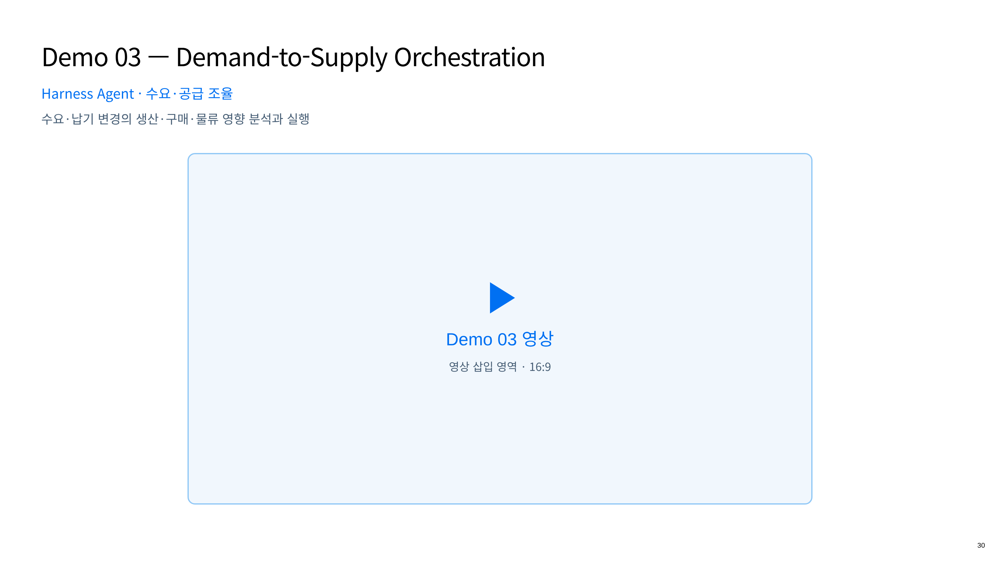 Demo 03 — Demand-to-Supply Orchestration
Harness Agent · 수요·공급 조율
수요·납기 변경의 생산·구매·물류 영향 분석과 실행
Demo 03 영상
영상 삽입 영역 · 16:9
30